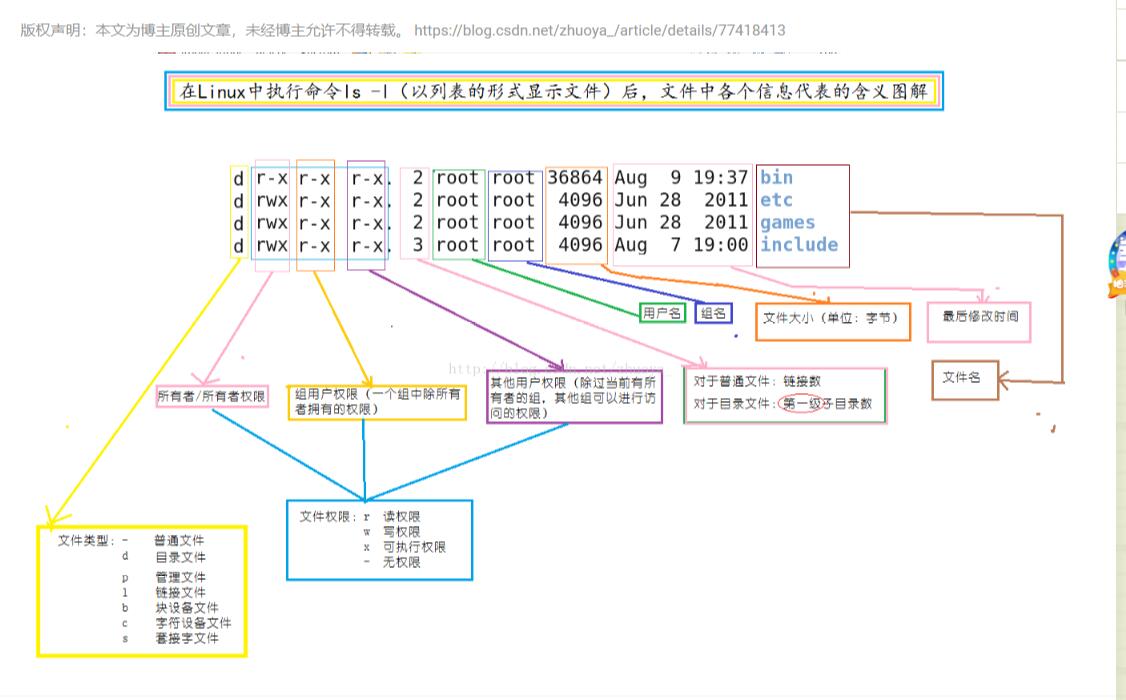 版权声明：本文为博主原创文章，未经博主允许不得转载。 https://blog.csdn.net/zhuoya_/article/details/77418413
在Linux中执行命令ls -l（以列表的形式显示文件）后，文件中各个信息代表的含义图解
d r-x r-x r-x. 2 root root 36864 Aug 9 19:37 bin
d rwx r-x r-x. 2 root root 4096 Jun 28 2011 etc
d rwx r-x r-x. 2 root root 4096 Jun 28 2011 games
d rwx r-x r-x. 3 root root 4096 Aug 7 19:00 include
用户名
组名
文件大小（单位：字节）
最后修改时间
http://blog.csdn.net/zhuoya_
所有者/所有者权限
组用户权限（一个组中除所有
者拥有的权限）
其他用户权限（除过当前有所
有者的组，其他组可以进行访
问的权限）
对于普通文件：链接数
对于目录文件：第一级子目录数
文件名
文件权限：r 读权限
w 写权限
x 可执行权限
- 无权限
文件类型：- 普通文件
d 目录文件
p 管理文件
l 链接文件
b 块设备文件
c 字符设备文件
s 套接字文件